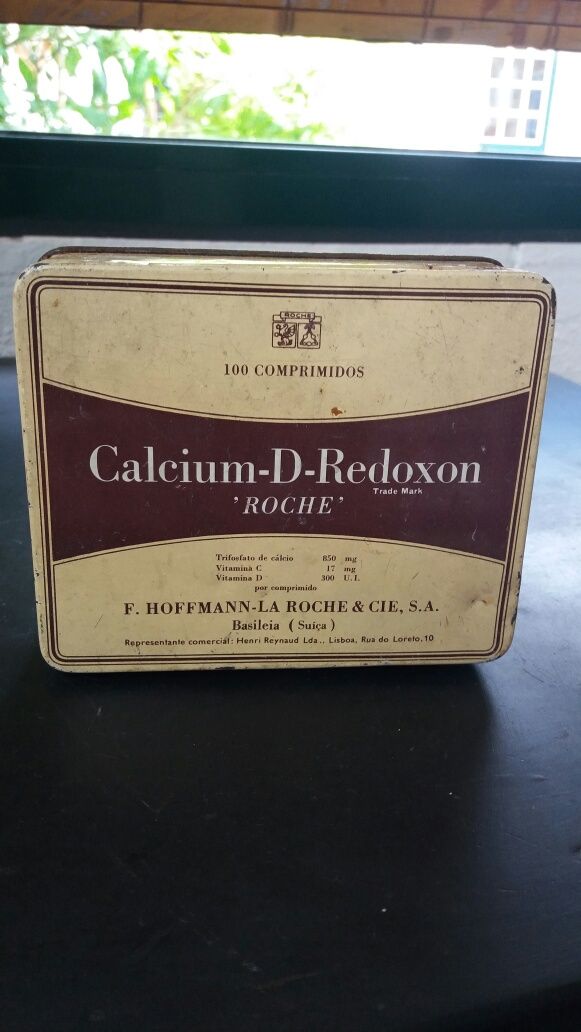 ROCHE
100 COMPRIMIDOS
Calcium-D-Redoxon
Trade Mark
'ROCHE'
Trifosfato de cálcio 850 mg
Vitamina C 17 mg
Vitamina D 300 U.I.
por comprimido
F. HOFFMANN-LA ROCHE & CIE, S.A.
Basileia ( Suíça )
Representante comercial: Henri Reynaud Lda., Lisboa, Rua do Loreto, 10